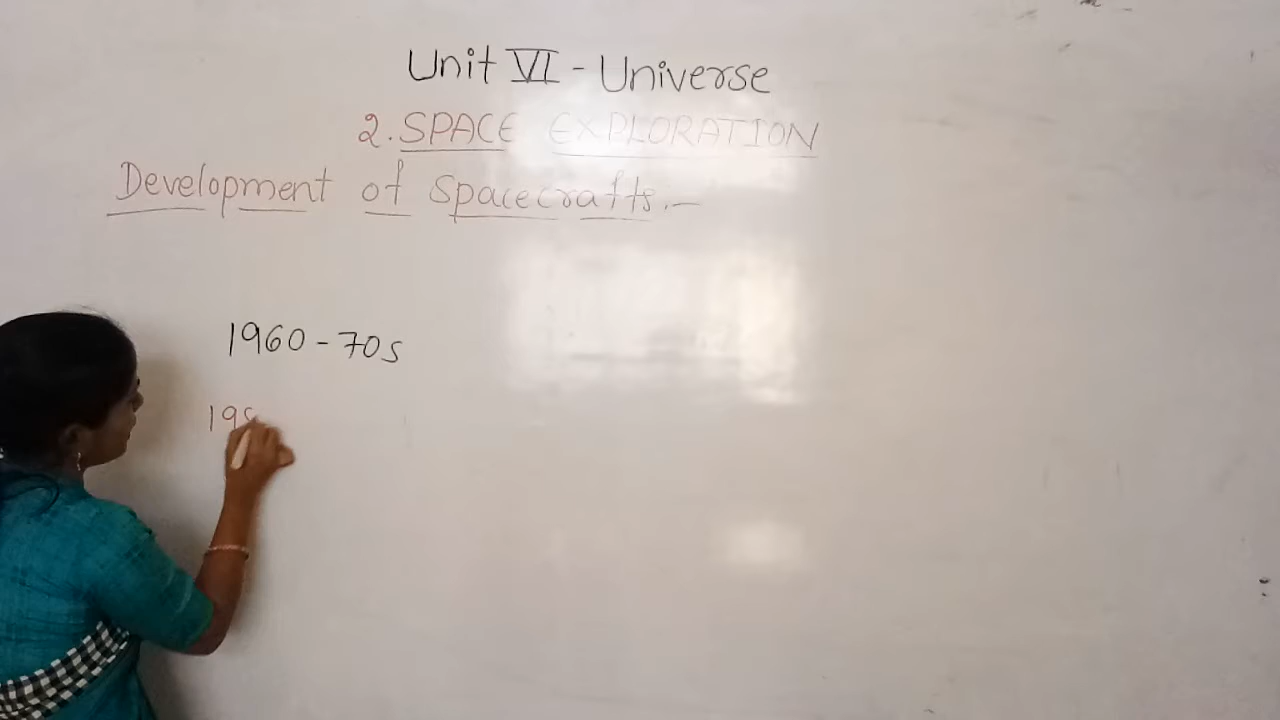 Unit VI - Universe
2. SPACE EXPLORATION
Development of Spacecrafts.-
1960-70s